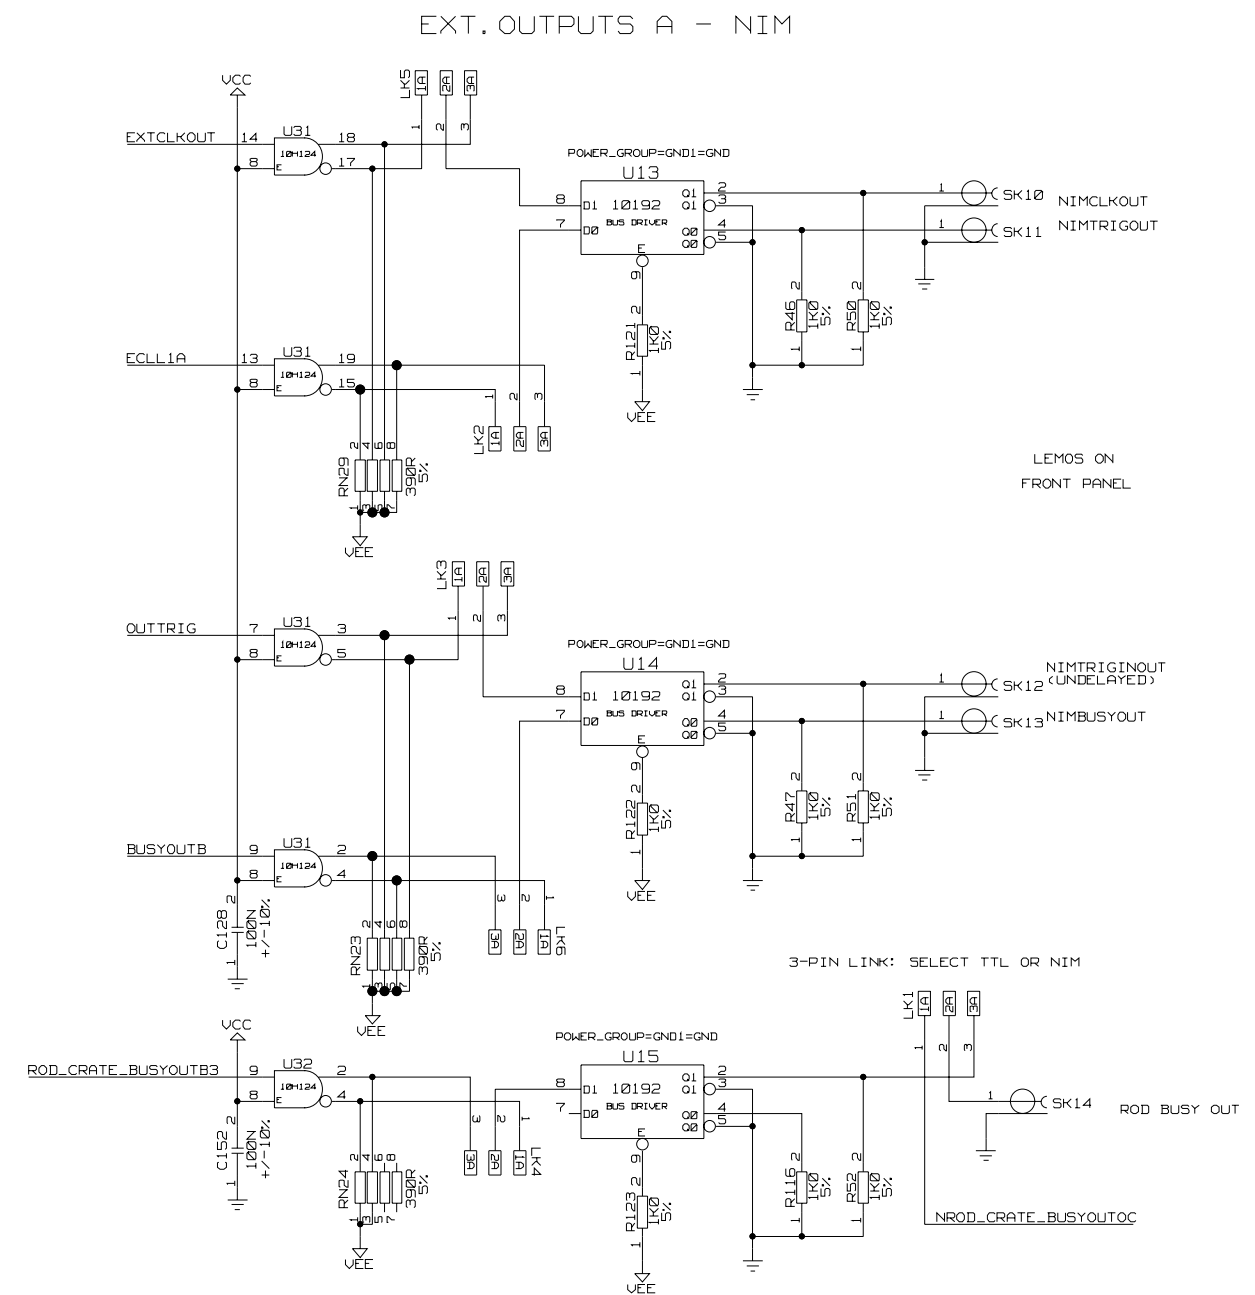 EXT. OUTPUTS A - NIM
VCC
LK5
1A
2A
3A
1
2
3
EXTCLKOUT
14
U31
10H124
E
18
8
17
POWER_GROUP=GND1=GND
U13
10192
BUS DRIVER
8
D1
7
D0
Q1
2
Q1
3
Q0
4
Q0
5
E
9
1
SK10
NIMCLKOUT
1
SK11
NIMTRIGOUT
2
R121
1K0
5%
1
VEE
2
R46
1K0
5%
1
2
R50
1K0
5%
1
ECLL1A
13
U31
10H124
E
19
8
15
1
2
3
LK2
1A
2A
3A
2
4
6
8
RN29
390R
5%
1
3
5
7
VEE
LEMOS ON
FRONT PANEL
LK3
1A
2A
3A
1
2
3
OUTTRIG
7
U31
10H124
E
3
8
5
POWER_GROUP=GND1=GND
U14
10192
BUS DRIVER
8
D1
7
D0
Q1
2
Q1
3
Q0
4
Q0
5
E
9
1
SK12
NIMTRIGINOUT
(UNDELAYED)
1
SK13
NIMBUSYOUT
2
R122
1K0
5%
1
VEE
2
R47
1K0
5%
1
2
R51
1K0
5%
1
BUSYOUTB
9
U31
10H124
E
2
8
4
2
C128
100N
+/-10%
1
3
2
1
3A
2A
1A
LK6
2
4
6
8
RN23
390R
5%
1
3
5
7
VEE
3-PIN LINK: SELECT TTL OR NIM
LK1
1A
2A
3A
1
2
3
VCC
ROD_CRATE_BUSYOUTB3
9
U32
10H124
E
2
8
4
2
C152
100N
+/-10%
1
3
2
1
3A
2A
1A
LK4
POWER_GROUP=GND1=GND
U15
10192
BUS DRIVER
8
D1
7
D0
Q1
2
Q1
3
Q0
4
Q0
5
E
9
1
SK14
ROD BUSY OUT
2
4
6
8
RN24
390R
5%
1
3
5
7
VEE
2
R123
1K0
5%
1
VEE
2
R116
1K0
5%
1
2
R52
1K0
5%
1
NROD_CRATE_BUSYOUTOC